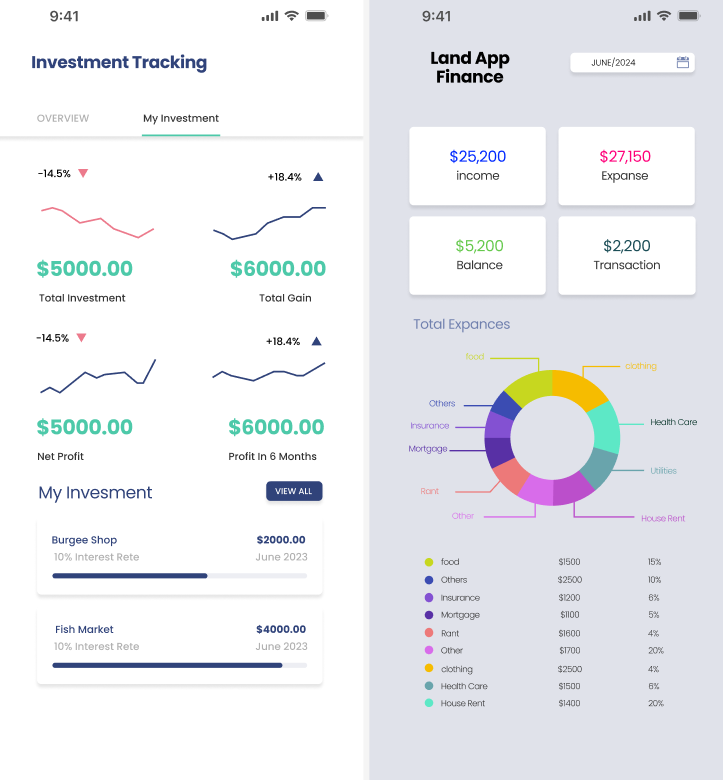 9:41
Investment Tracking
OVERVIEW My Investment
-14.5% +18.4%
$5000.00 $6000.00
Total Investment Total Gain
-14.5% +18.4%
$5000.00 $6000.00
Net Profit Profit In 6 Months
My Invesment VIEW ALL
Burgee Shop $2000.00
10% Interest Rete June 2023
Fish Market $4000.00
10% Interest Rete June 2023
9:41
Land App
Finance
JUNE/2024
$25,200 $27,150
income Expanse
$5,200 $2,200
Balance Transaction
Total Expances
food
clothing
Others
Health Care
Insurance
Mortgage
Utilities
Rant
Other
House Rent
food $1500 15%
Others $2500 10%
Insurance $1200 6%
Mortgage $1100 5%
Rant $1600 4%
Other $1700 20%
clothing $2500 4%
Health Care $1500 6%
House Rent $1400 20%